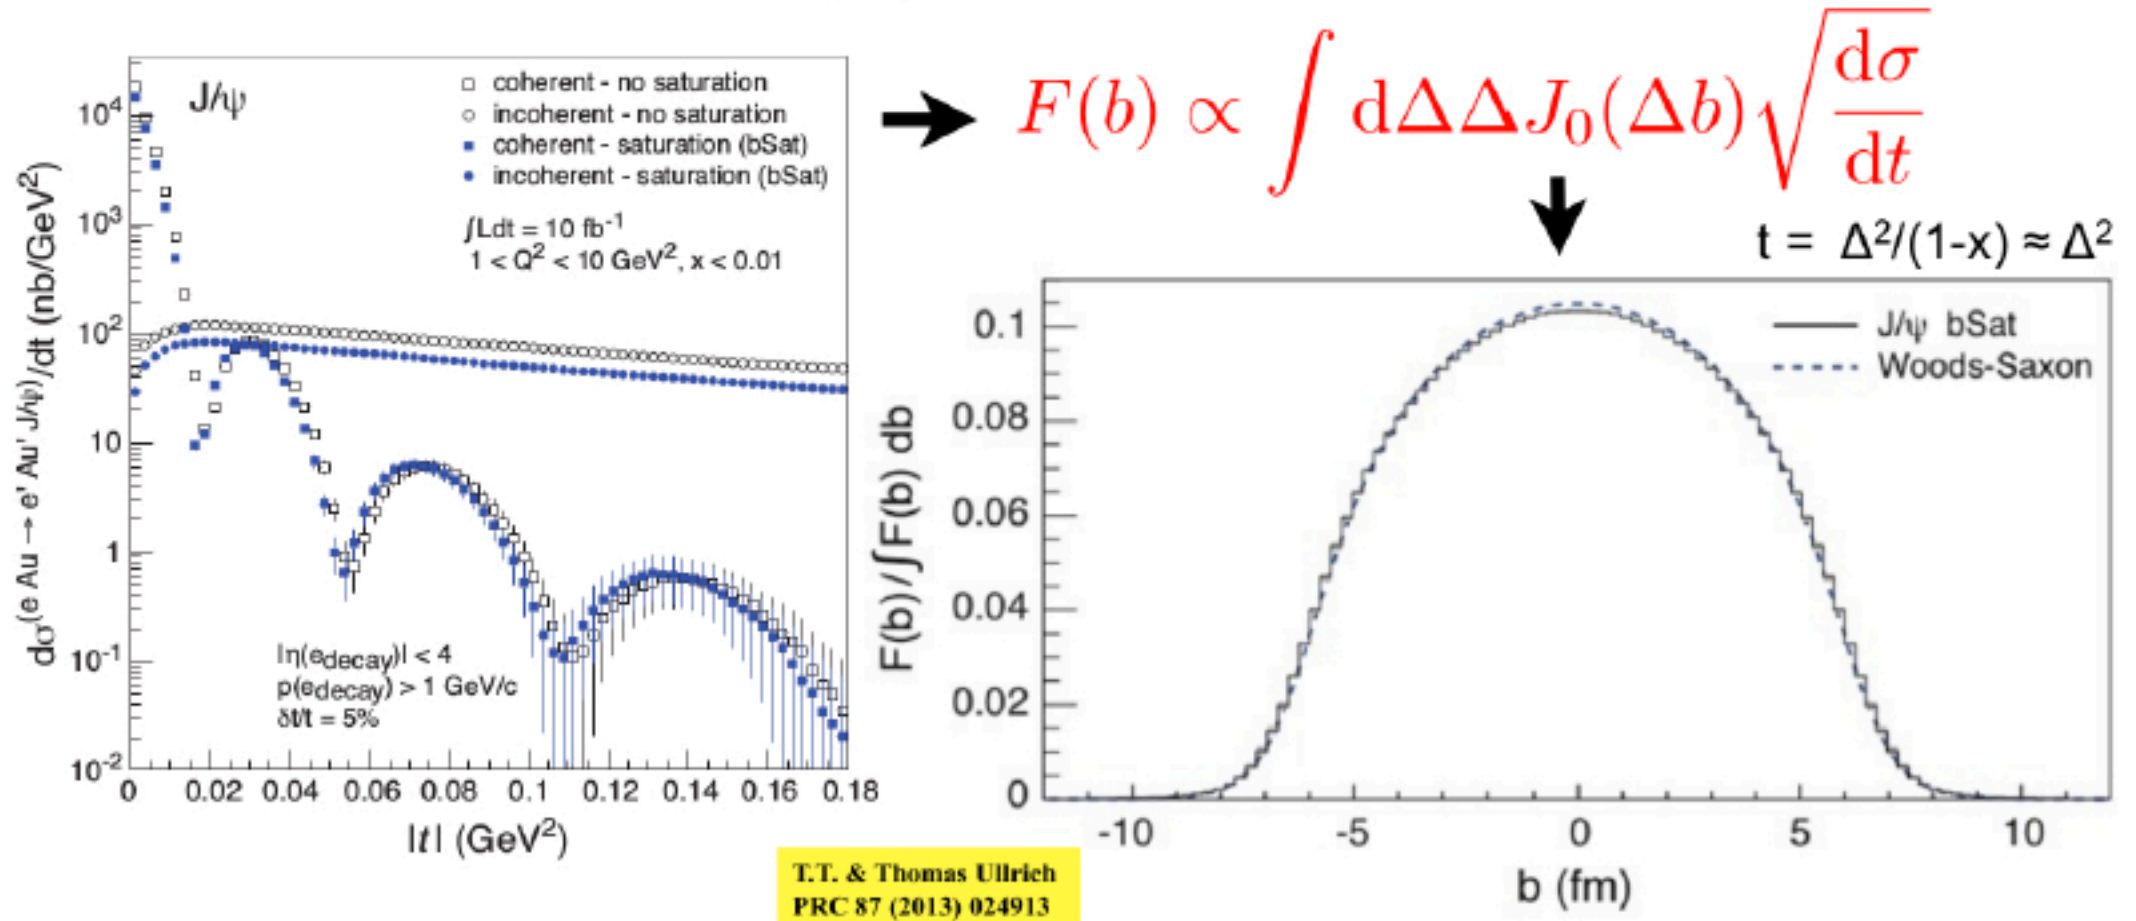 J/ψ
coherent - no saturation
incoherent - no saturation
coherent - saturation (bSat)
incoherent - saturation (bSat)
∫Ldt = 10 fb⁻¹
1 < Q² < 10 GeV², x < 0.01
|η(e_decay)| < 4
p(e_decay) > 1 GeV/c
δt/t = 5%
dσ(e Au → e' Au' J/ψ)/dt (nb/GeV²)
10⁴
10³
10²
10
1
10⁻¹
10⁻²
0 0.02 0.04 0.06 0.08 0.1 0.12 0.14 0.16 0.18
|t| (GeV²)
F(b) ∝ ∫ dΔΔJ₀(Δb)√(dσ/dt)
t = Δ²/(1-x) ≈ Δ²
J/ψ bSat
Woods-Saxon
F(b)/∫F(b) db
0.1
0.08
0.06
0.04
0.02
0
-10 -5 0 5 10
b (fm)
T.T. & Thomas Ullrich
PRC 87 (2013) 024913